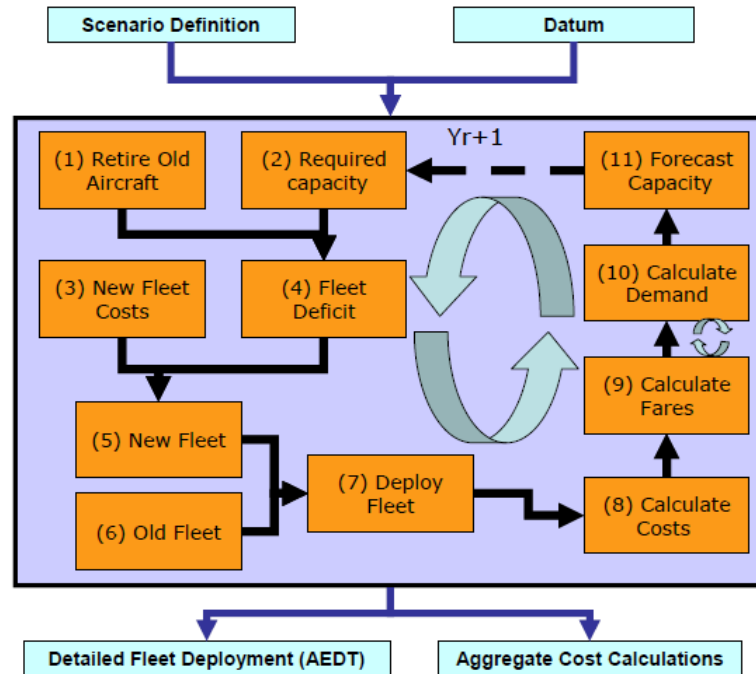 Scenario Definition
Datum
Yr+1
(1) Retire Old
Aircraft
(2) Required
capacity
(11) Forecast
Capacity
(3) New Fleet
Costs
(4) Fleet
Deficit
(10) Calculate
Demand
(5) New Fleet
(9) Calculate
Fares
(6) Old Fleet
(7) Deploy
Fleet
(8) Calculate
Costs
Detailed Fleet Deployment (AEDT)
Aggregate Cost Calculations